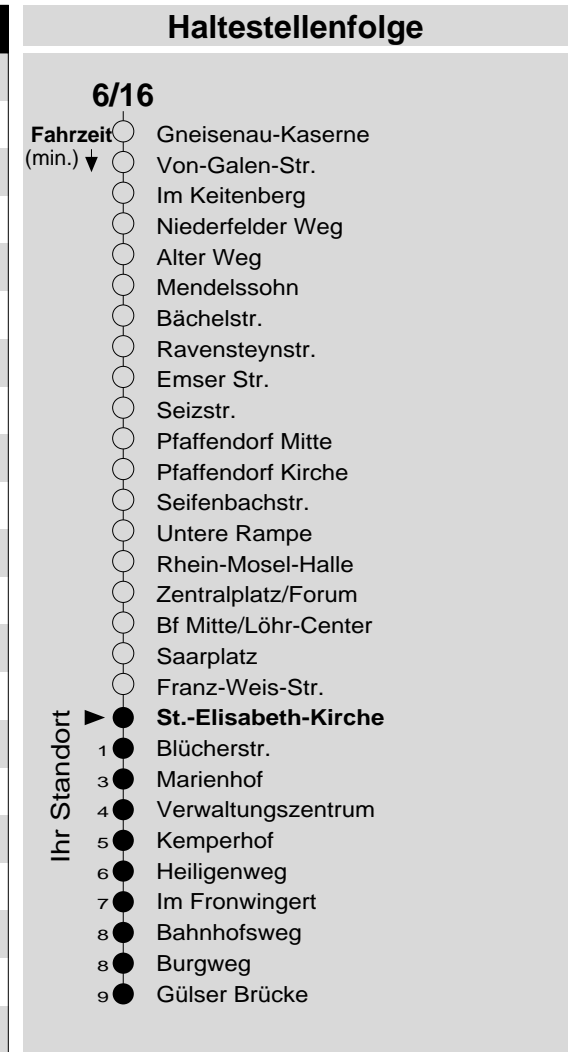 Haltestellenfolge
6/16
Fahrzeit
(min.)
Gneisenau-Kaserne
Von-Galen-Str.
Im Keitenberg
Niederfelder Weg
Alter Weg
Mendelssohn
Bächelstr.
Ravensteynstr.
Emser Str.
Seizstr.
Pfaffendorf Mitte
Pfaffendorf Kirche
Seifenbachstr.
Untere Rampe
Rhein-Mosel-Halle
Zentralplatz/Forum
Bf Mitte/Löhr-Center
Saarplatz
Franz-Weis-Str.
Ihr Standort
St.-Elisabeth-Kirche
1 Blücherstr.
3 Marienhof
4 Verwaltungszentrum
5 Kemperhof
6 Heiligenweg
7 Im Fronwingert
8 Bahnhofsweg
8 Burgweg
9 Gülser Brücke